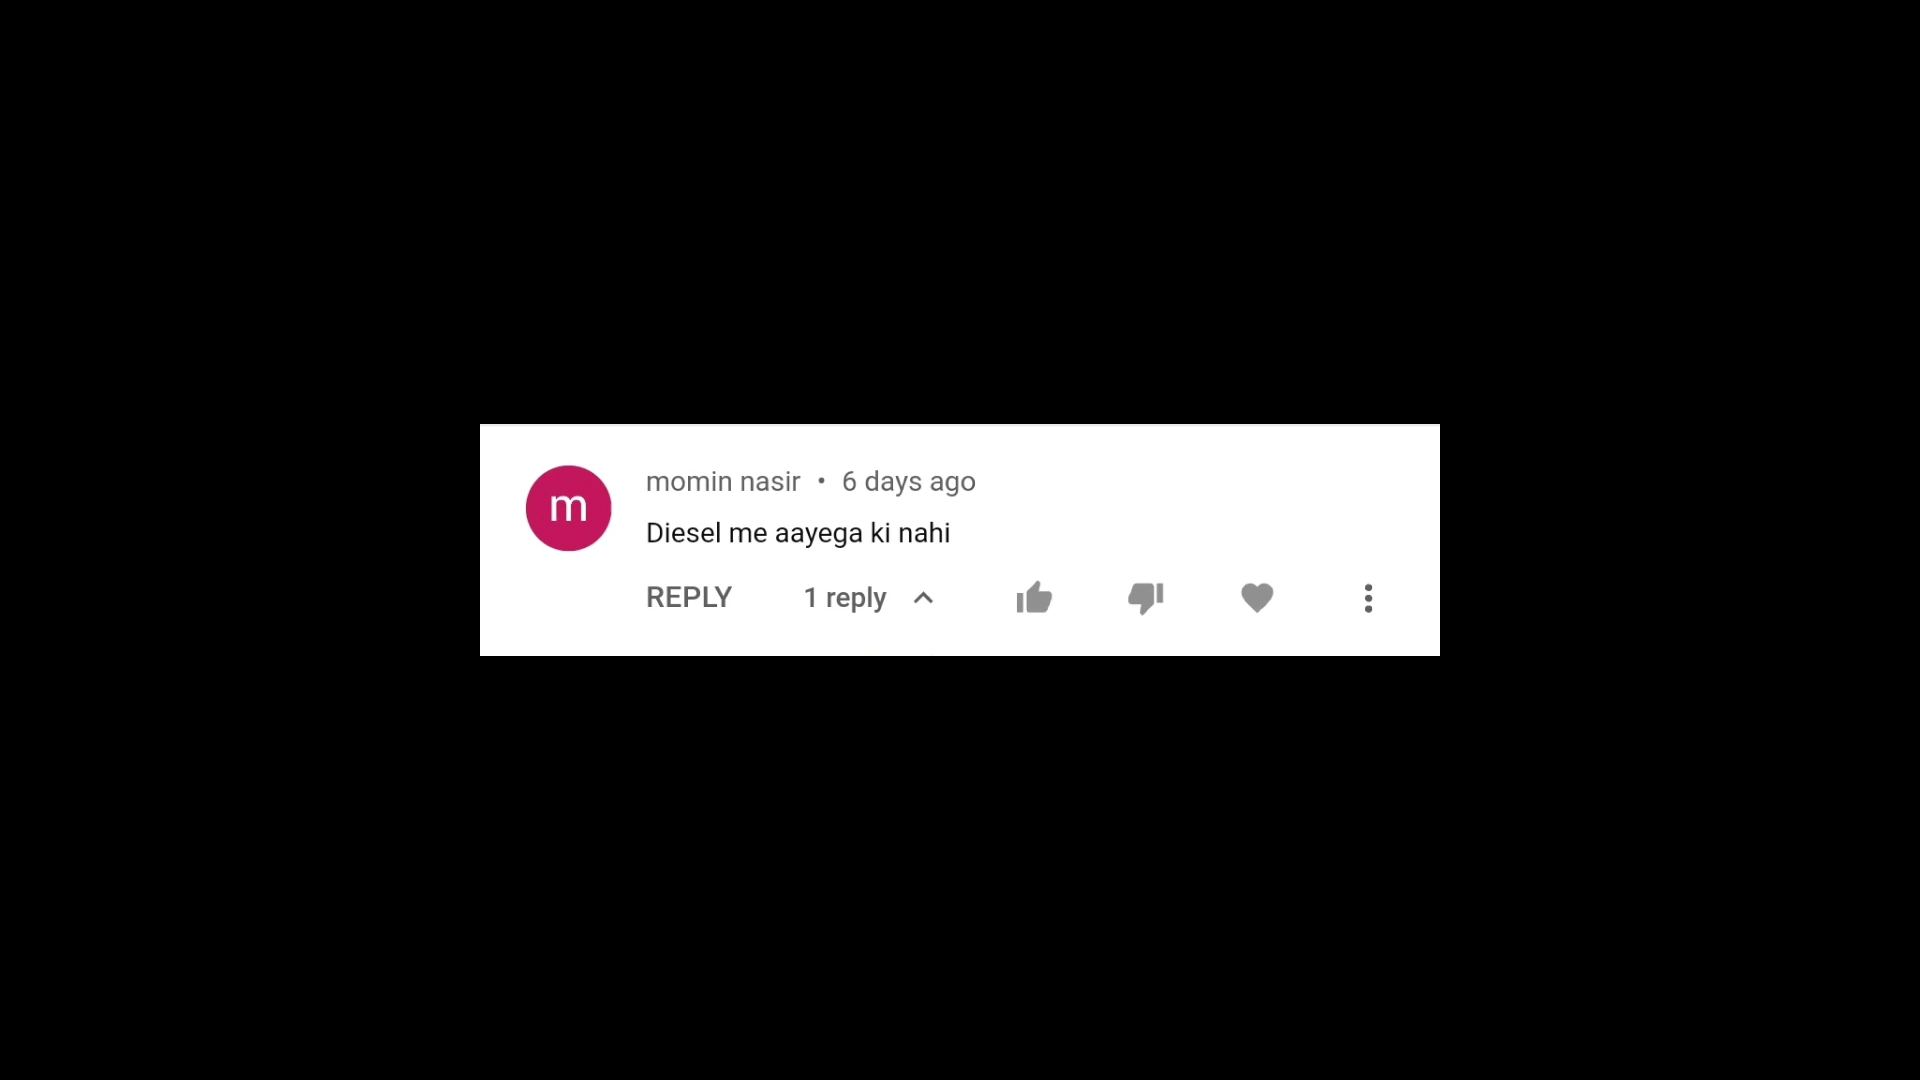 m
momin nasir • 6 days ago
Diesel me aayega ki nahi
REPLY 1 reply